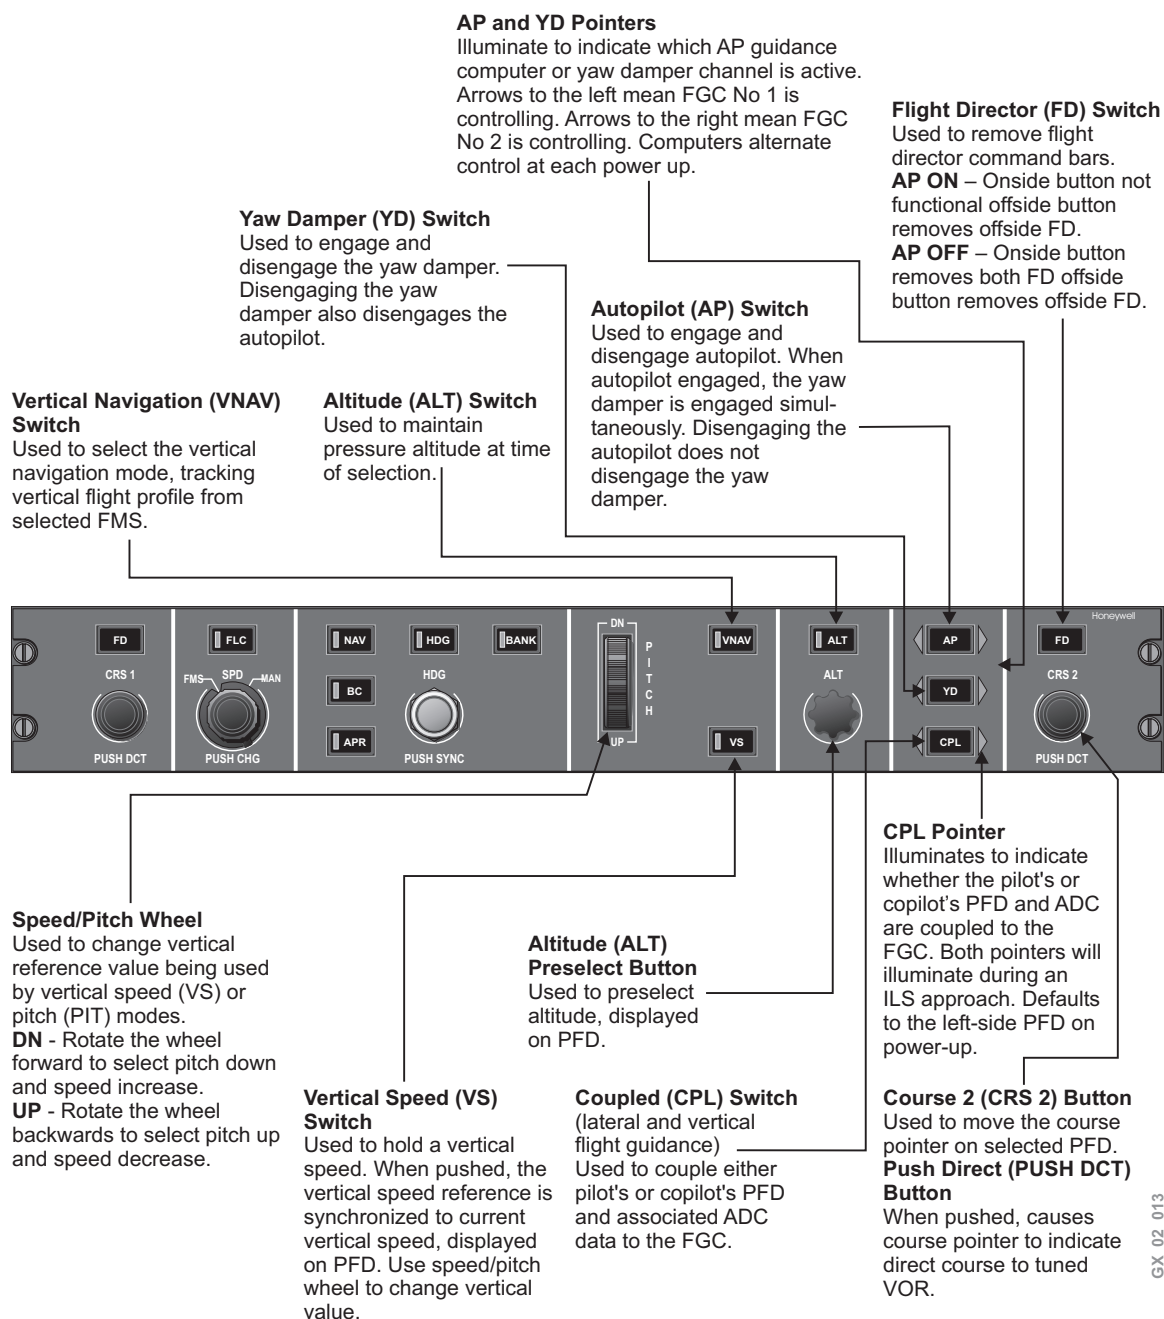 AP and YD Pointers
Illuminate to indicate which AP guidance
computer or yaw damper channel is active.
Arrows to the left mean FGC No 1 is
controlling. Arrows to the right mean FGC
No 2 is controlling. Computers alternate
control at each power up.
Flight Director (FD) Switch
Used to remove flight
director command bars.
AP ON – Onside button not
functional offside button
removes offside FD.
AP OFF – Onside button
removes both FD offside
button removes offside FD.
Yaw Damper (YD) Switch
Used to engage and
disengage the yaw damper.
Disengaging the yaw
damper also disengages the
autopilot.
Autopilot (AP) Switch
Used to engage and
disengage autopilot. When
autopilot engaged, the yaw
damper is engaged simul-
taneously. Disengaging the
autopilot does not
disengage the yaw
damper.
Vertical Navigation (VNAV)
Switch
Used to select the vertical
navigation mode, tracking
vertical flight profile from
selected FMS.
Altitude (ALT) Switch
Used to maintain
pressure altitude at time
of selection.
Honeywell
FD
CRS 1
PUSH DCT
FLC
FMS
SPD
MAN
PUSH CHG
NAV
HDG
BANK
BC
HDG
APR
PUSH SYNC
DN
PITCH
UP
VNAV
VS
ALT
ALT
AP
YD
CPL
FD
CRS 2
PUSH DCT
Speed/Pitch Wheel
Used to change vertical
reference value being used
by vertical speed (VS) or
pitch (PIT) modes.
DN - Rotate the wheel
forward to select pitch down
and speed increase.
UP - Rotate the wheel
backwards to select pitch up
and speed decrease.
Vertical Speed (VS)
Switch
Used to hold a vertical
speed. When pushed, the
vertical speed reference is
synchronized to current
vertical speed, displayed
on PFD. Use speed/pitch
wheel to change vertical
value.
Altitude (ALT)
Preselect Button
Used to preselect
altitude, displayed
on PFD.
Coupled (CPL) Switch
(lateral and vertical
flight guidance)
Used to couple either
pilot's or copilot's PFD
and associated ADC
data to the FGC.
CPL Pointer
Illuminates to indicate
whether the pilot's or
copilot’s PFD and ADC
are coupled to the
FGC. Both pointers will
illuminate during an
ILS approach. Defaults
to the left-side PFD on
power-up.
Course 2 (CRS 2) Button
Used to move the course
pointer on selected PFD.
Push Direct (PUSH DCT)
Button
When pushed, causes
course pointer to indicate
direct course to tuned
VOR.
GX 02 013